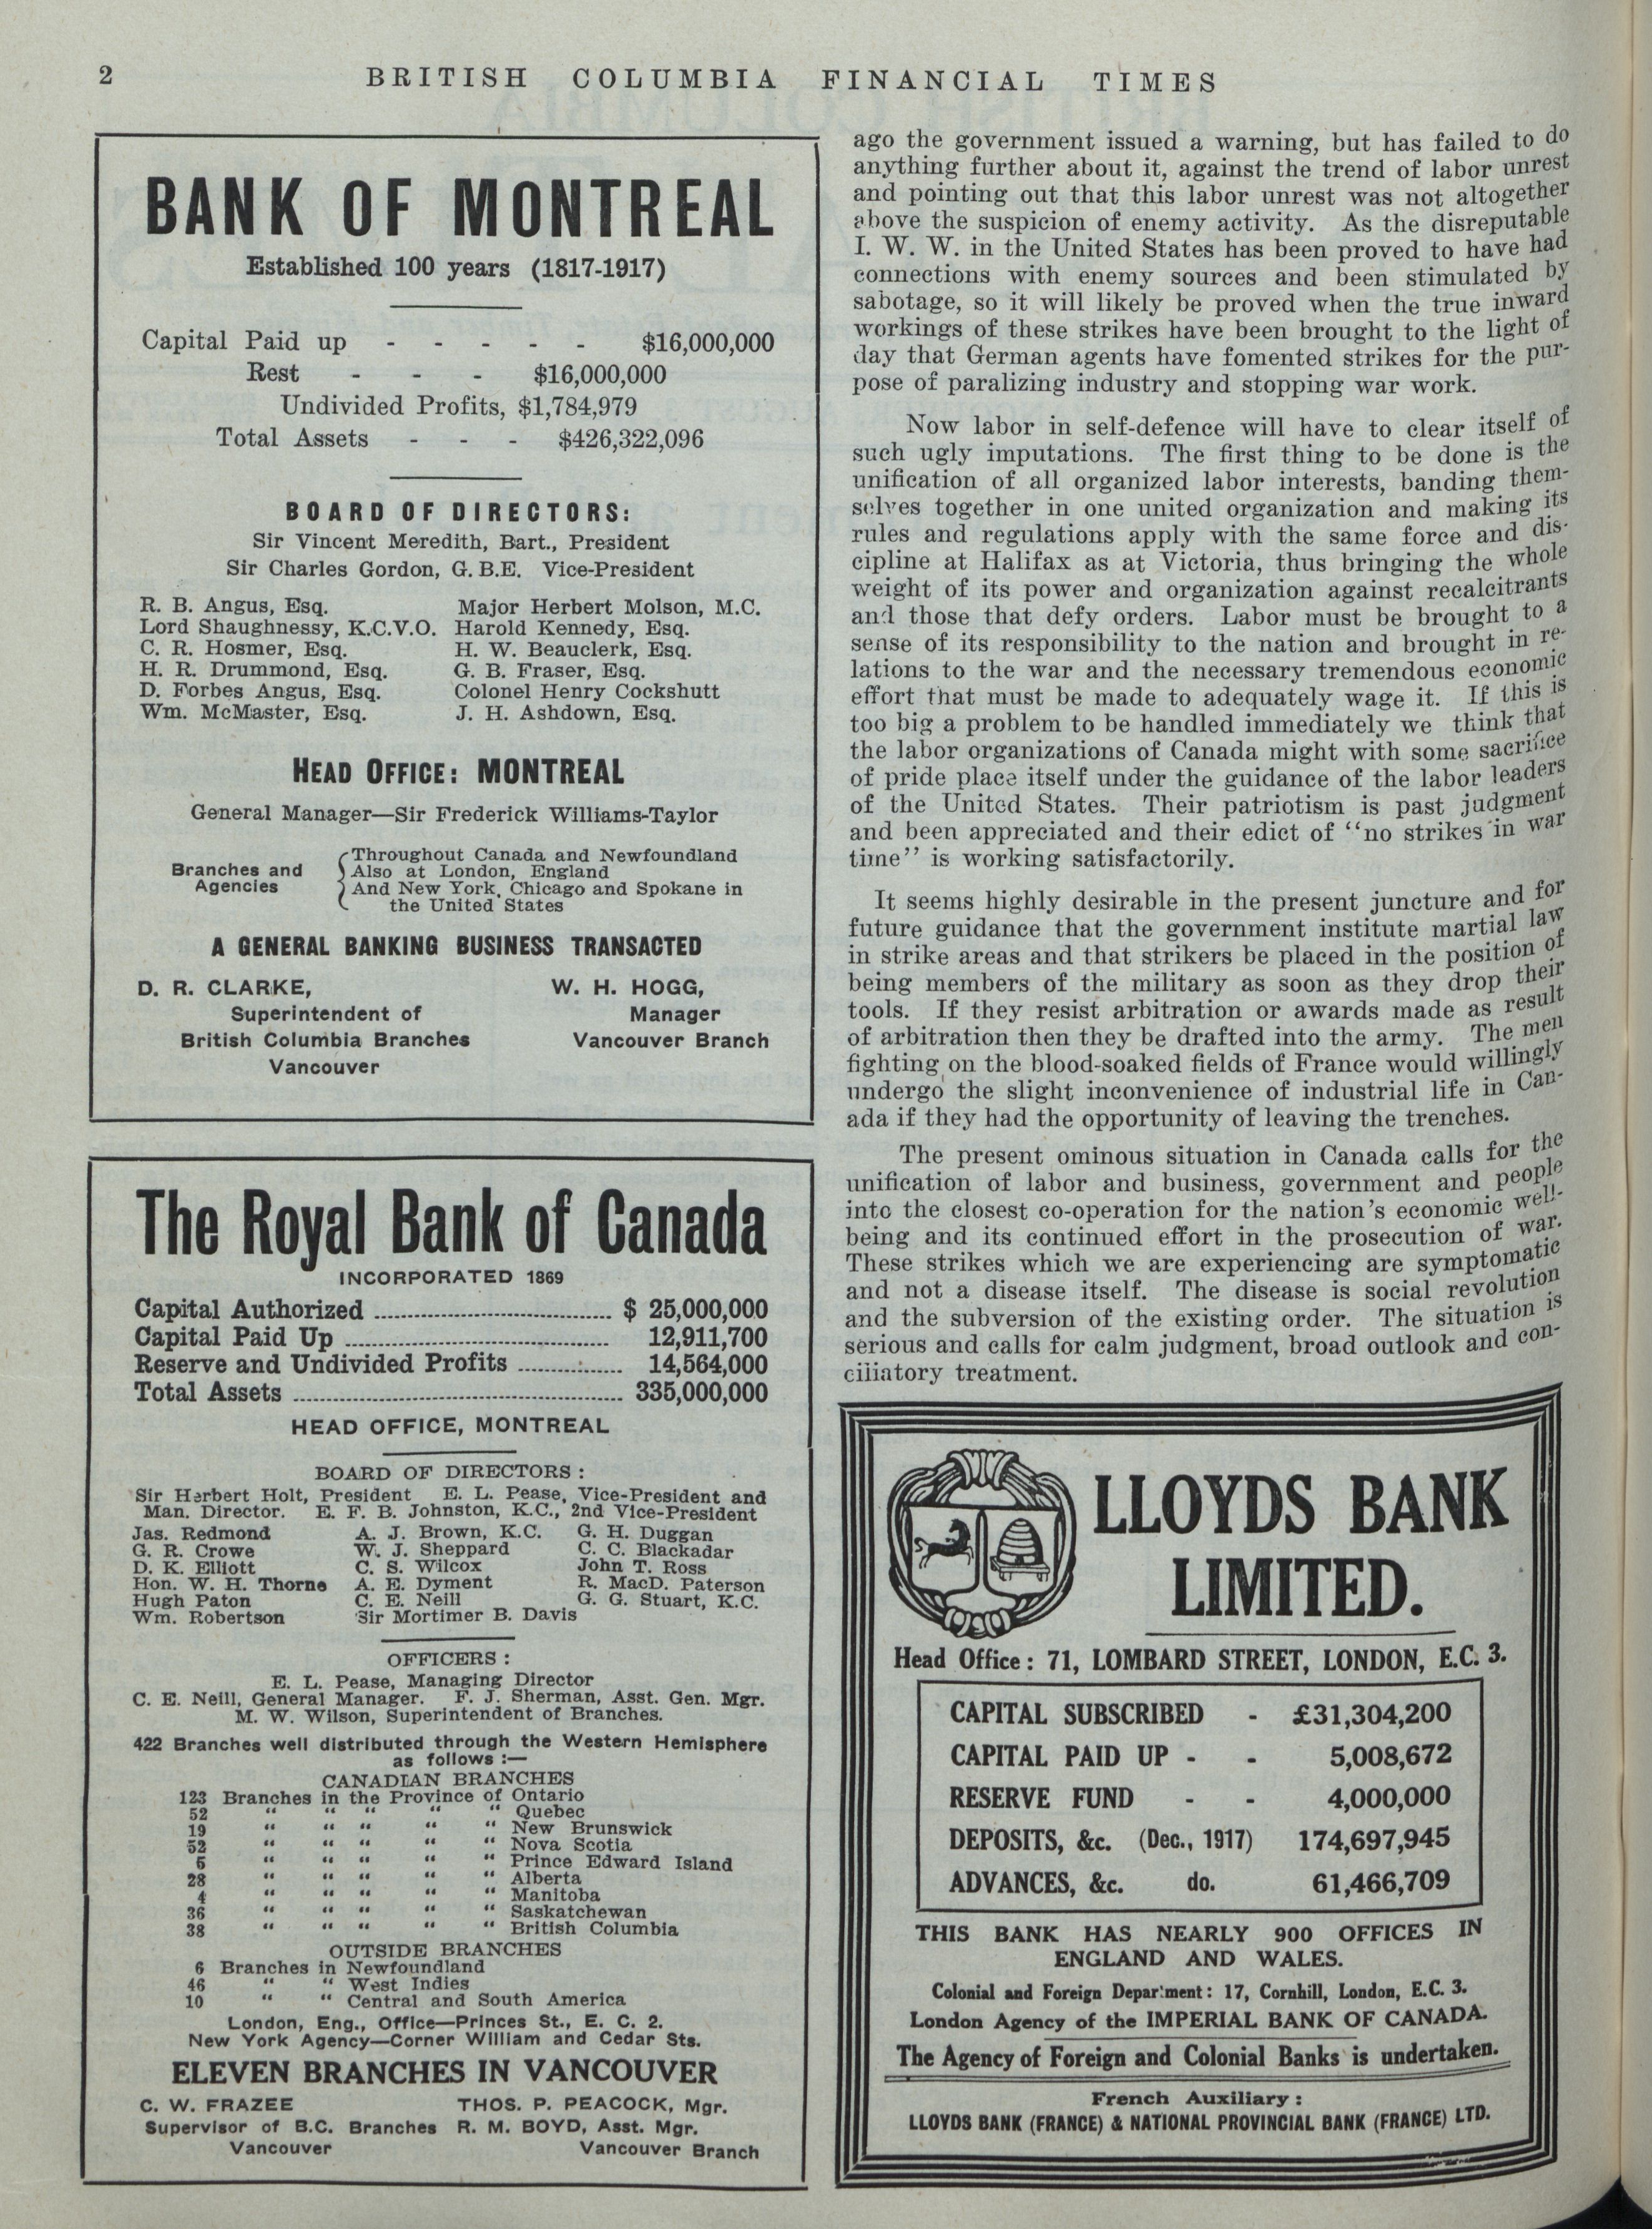 2
BRITISH COLUMBIA FINANCIAL TIMES
BANK OF MONTREAL
Established 100 years (1817-1917)
Capital Paid up - - - - - $16,000,000
Rest - - - $16,000,000
Undivided Profits, $1,784,979
Total Assets - - - $426,322,096
BOARD OF DIRECTORS:
Sir Vincent Meredith, Bart., President
Sir Charles Gordon, G.B.E. Vice-President
R. B. Angus, Esq. Major Herbert Molson, M.C.
Lord Shaughnessy, K.C.V.O. Harold Kennedy, Esq.
C. R. Hosmer, Esq. H. W. Beauclerk, Esq.
H. R. Drummond, Esq. G. B. Fraser, Esq.
D. Forbes Angus, Esq. Colonel Henry Cockshutt
Wm. McMaster, Esq. J. H. Ashdown, Esq.
HEAD OFFICE: MONTREAL
General Manager—Sir Frederick Williams-Taylor
Branches and Agencies
Throughout Canada and Newfoundland
Also at London, England
And New York, Chicago and Spokane in
the United States
A GENERAL BANKING BUSINESS TRANSACTED
D. R. CLARKE, W. H. HOGG,
Superintendent of Manager
British Columbia Branches Vancouver Branch
Vancouver
The Royal Bank of Canada
INCORPORATED 1869
Capital Authorized ........ $ 25,000,000
Capital Paid Up ........ 12,911,700
Reserve and Undivided Profits ........ 14,564,000
Total Assets ........ 335,000,000
HEAD OFFICE, MONTREAL
BOARD OF DIRECTORS :
Sir Herbert Holt, President E. L. Pease, Vice-President and
Man. Director. E. F. B. Johnston, K.C., 2nd Vice-President
Jas. Redmond A. J. Brown, K.C. G. H. Duggan
G. R. Crowe W. J. Sheppard C. C. Blackadar
D. K. Elliott C. S. Wilcox John T. Ross
Hon. W. H. Thorne A. E. Dyment R. MacD. Paterson
Hugh Paton C. E. Neill G. G. Stuart, K.C.
Wm. Robertson Sir Mortimer B. Davis
OFFICERS :
E. L. Pease, Managing Director
C. E. Neill, General Manager. F. J. Sherman, Asst. Gen. Mgr.
M. W. Wilson, Superintendent of Branches.
422 Branches well distributed through the Western Hemisphere
as follows :—
CANADIAN BRANCHES
123 Branches in the Province of Ontario
52 " " " " " Quebec
19 " " " " " New Brunswick
52 " " " " " Nova Scotia
5 " " " " " Prince Edward Island
28 " " " " " Alberta
4 " " " " " Manitoba
36 " " " " " Saskatchewan
38 " " " " " British Columbia
OUTSIDE BRANCHES
6 Branches in Newfoundland
46 " " West Indies
10 " " Central and South America
London, Eng., Office—Princes St., E. C. 2.
New York Agency—Corner William and Cedar Sts.
ELEVEN BRANCHES IN VANCOUVER
C. W. FRAZEE THOS. P. PEACOCK, Mgr.
Supervisor of B.C. Branches R. M. BOYD, Asst. Mgr.
Vancouver Vancouver Branch
ago the government issued a warning, but has failed to do
anything further about it, against the trend of labor unrest
and pointing out that this labor unrest was not altogether
above the suspicion of enemy activity. As the disreputable
I. W. W. in the United States has been proved to have had
connections with enemy sources and been stimulated by
sabotage, so it will likely be proved when the true inward
workings of these strikes have been brought to the light of
day that German agents have fomented strikes for the pur-
pose of paralizing industry and stopping war work.
Now labor in self-defence will have to clear itself of
such ugly imputations. The first thing to be done is the
unification of all organized labor interests, banding them-
selves together in one united organization and making its
rules and regulations apply with the same force and dis-
cipline at Halifax as at Victoria, thus bringing the whole
weight of its power and organization against recalcitrants
and those that defy orders. Labor must be brought to a
sense of its responsibility to the nation and brought in re-
lations to the war and the necessary tremendous economic
effort that must be made to adequately wage it. If this is
too big a problem to be handled immediately we think that
the labor organizations of Canada might with some sacrifice
of pride place itself under the guidance of the labor leaders
of the United States. Their patriotism is past judgment
and been appreciated and their edict of "no strikes in war
time" is working satisfactorily.
It seems highly desirable in the present juncture and for
future guidance that the government institute martial law
in strike areas and that strikers be placed in the position of
being members of the military as soon as they drop their
tools. If they resist arbitration or awards made as result
of arbitration then they be drafted into the army. The men
fighting on the blood-soaked fields of France would willingly
undergo the slight inconvenience of industrial life in Can-
ada if they had the opportunity of leaving the trenches.
The present ominous situation in Canada calls for the
unification of labor and business, government and people
into the closest co-operation for the nation's economic well-
being and its continued effort in the prosecution of war.
These strikes which we are experiencing are symptomatic
and not a disease itself. The disease is social revolution
and the subversion of the existing order. The situation is
serious and calls for calm judgment, broad outlook and con-
ciliatory treatment.
LLOYDS BANK
LIMITED.
Head Office: 71, LOMBARD STREET, LONDON, E.C. 3.
CAPITAL SUBSCRIBED - £31,304,200
CAPITAL PAID UP - - 5,008,672
RESERVE FUND - - 4,000,000
DEPOSITS, &c. (Dec., 1917) 174,697,945
ADVANCES, &c. do. 61,466,709
THIS BANK HAS NEARLY 900 OFFICES IN
ENGLAND AND WALES.
Colonial and Foreign Department: 17, Cornhill, London, E.C. 3.
London Agency of the IMPERIAL BANK OF CANADA.
The Agency of Foreign and Colonial Banks is undertaken.
French Auxiliary :
LLOYDS BANK (FRANCE) & NATIONAL PROVINCIAL BANK (FRANCE) LTD.